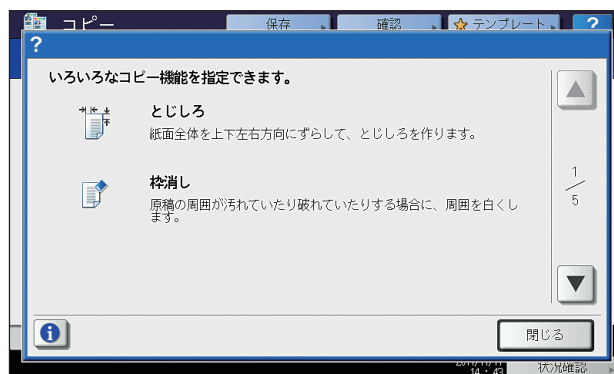 コピー
保存
確認
テンプレート
?
?
いろいろなコピー機能を指定できます。
とじしろ
紙面全体を上下左右方向にずらして、とじしろを作ります。
枠消し
原稿の周囲が汚れていたり破れていたりする場合に、周囲を白くし
ます。
1
5
閉じる
2011/11/11
14:43
状況確認